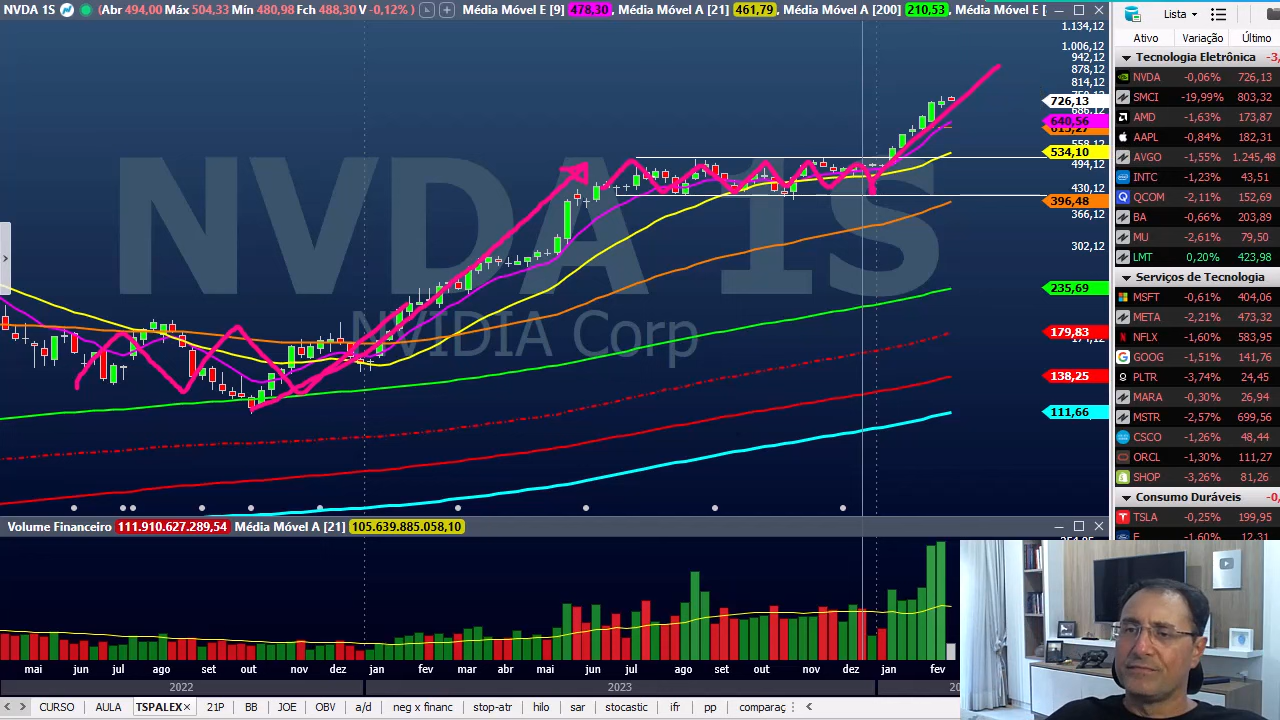 NVDA 1S (Abr 494,00 Máx 504,33 Mín 480,98 Fch 488,30 V -0,12% ) Média Móvel E [9] 478,30, Média Móvel A [21] 461,79, Média Móvel A [200] 210,53, Média Móvel E [
Lista
Ativo Variação Último
NVDA 1S
NVIDIA Corp
1.134,12
1.006,12
942,12
878,12
814,12
726,13
686,12
640,56
613,27
558,12
534,10
494,12
430,12
396,48
366,12
302,12
235,69
179,83
174,12
138,25
111,66
Tecnologia Eletrônica
NVDA -0,06% 726,13
SMCI -19,99% 803,32
AMD -1,63% 173,87
AAPL -0,84% 182,31
AVGO -1,55% 1.245,48
INTC -1,23% 43,51
QCOM -2,11% 152,69
BA -0,66% 203,89
MU -2,61% 79,50
LMT 0,20% 423,98
Serviços de Tecnologia
MSFT -0,61% 404,06
META -2,21% 473,32
NFLX -1,60% 583,95
GOOG -1,51% 141,76
PLTR -3,74% 24,45
MARA -0,30% 26,94
MSTR -2,57% 699,56
CSCO -1,26% 48,44
ORCL -1,30% 111,27
SHOP -3,26% 81,26
Consumo Duráveis
TSLA -0,25% 199,95
F -1,60% 12,31
Volume Financeiro 111.910.627.289,54 Média Móvel A [21] 105.639.885.058,10
mai jun jul ago set out nov dez jan fev mar abr mai jun jul ago set out nov dez jan fev
2022 2023
CURSO AULA TSPALEX 21P BB JOE OBV a/d neg financ stop-atr hilo sar stocastic ifr pp comparaç